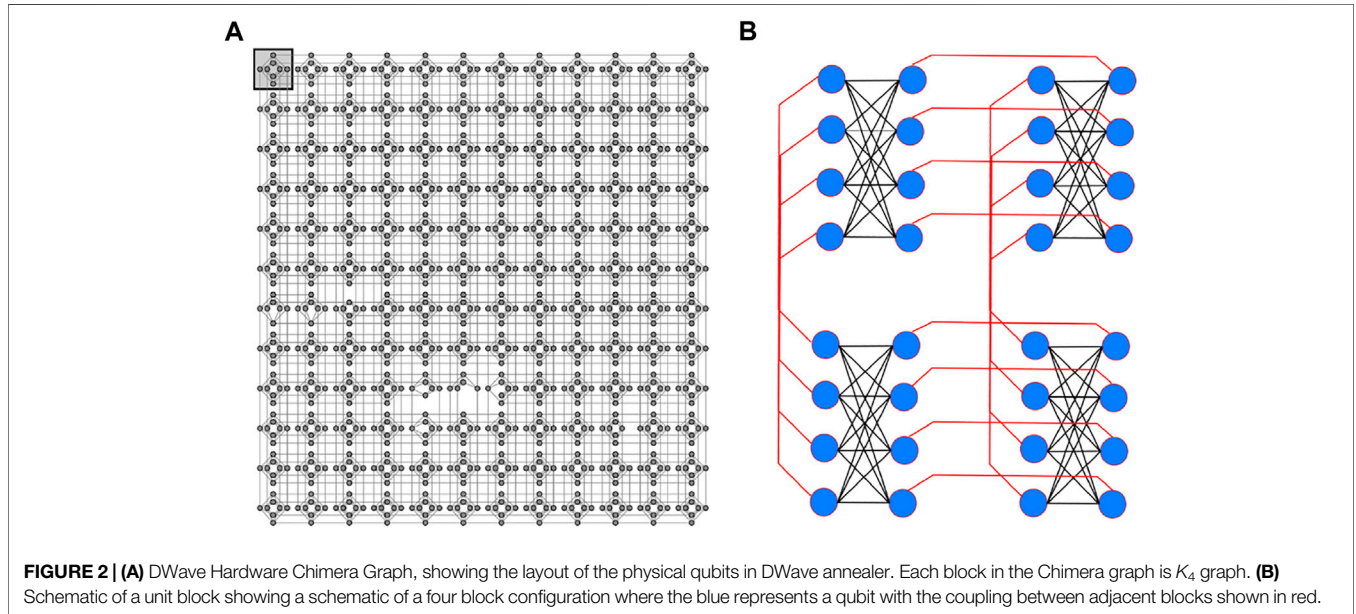 A
B
FIGURE 2 | (A) DWave Hardware Chimera Graph, showing the layout of the physical qubits in DWave annealer. Each block in the Chimera graph is K₄ graph. (B)
Schematic of a unit block showing a schematic of a four block configuration where the blue represents a qubit with the coupling between adjacent blocks shown in red.